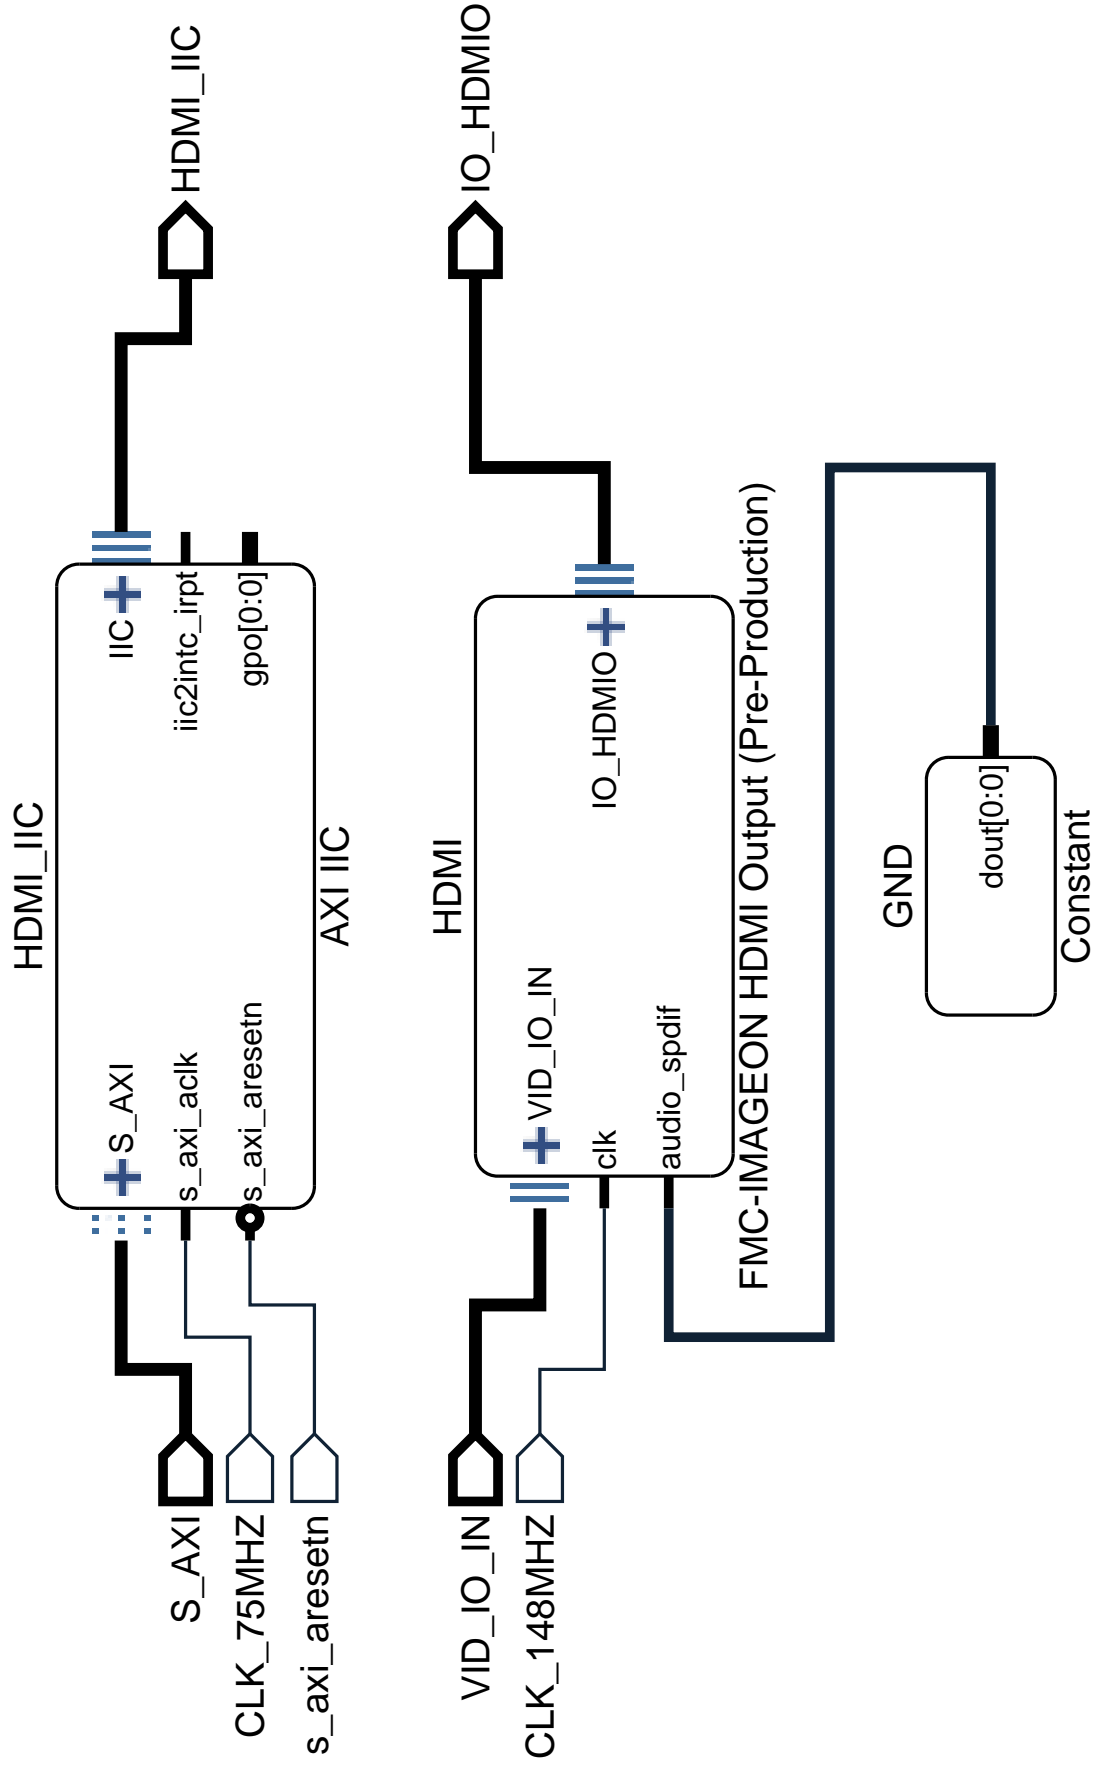 HDMI_IIC
S_AXI
s_axi_aclk
s_axi_aresetn
IIC
iic2intc_irpt
gpo[0:0]
AXI IIC
S_AXI
CLK_75MHZ
s_axi_aresetn
HDMI_IIC
HDMI
VID_IO_IN
clk
audio_spdif
IO_HDMIO
FMC-IMAGEON HDMI Output (Pre-Production)
VID_IO_IN
CLK_148MHZ
IO_HDMIO
GND
dout[0:0]
Constant